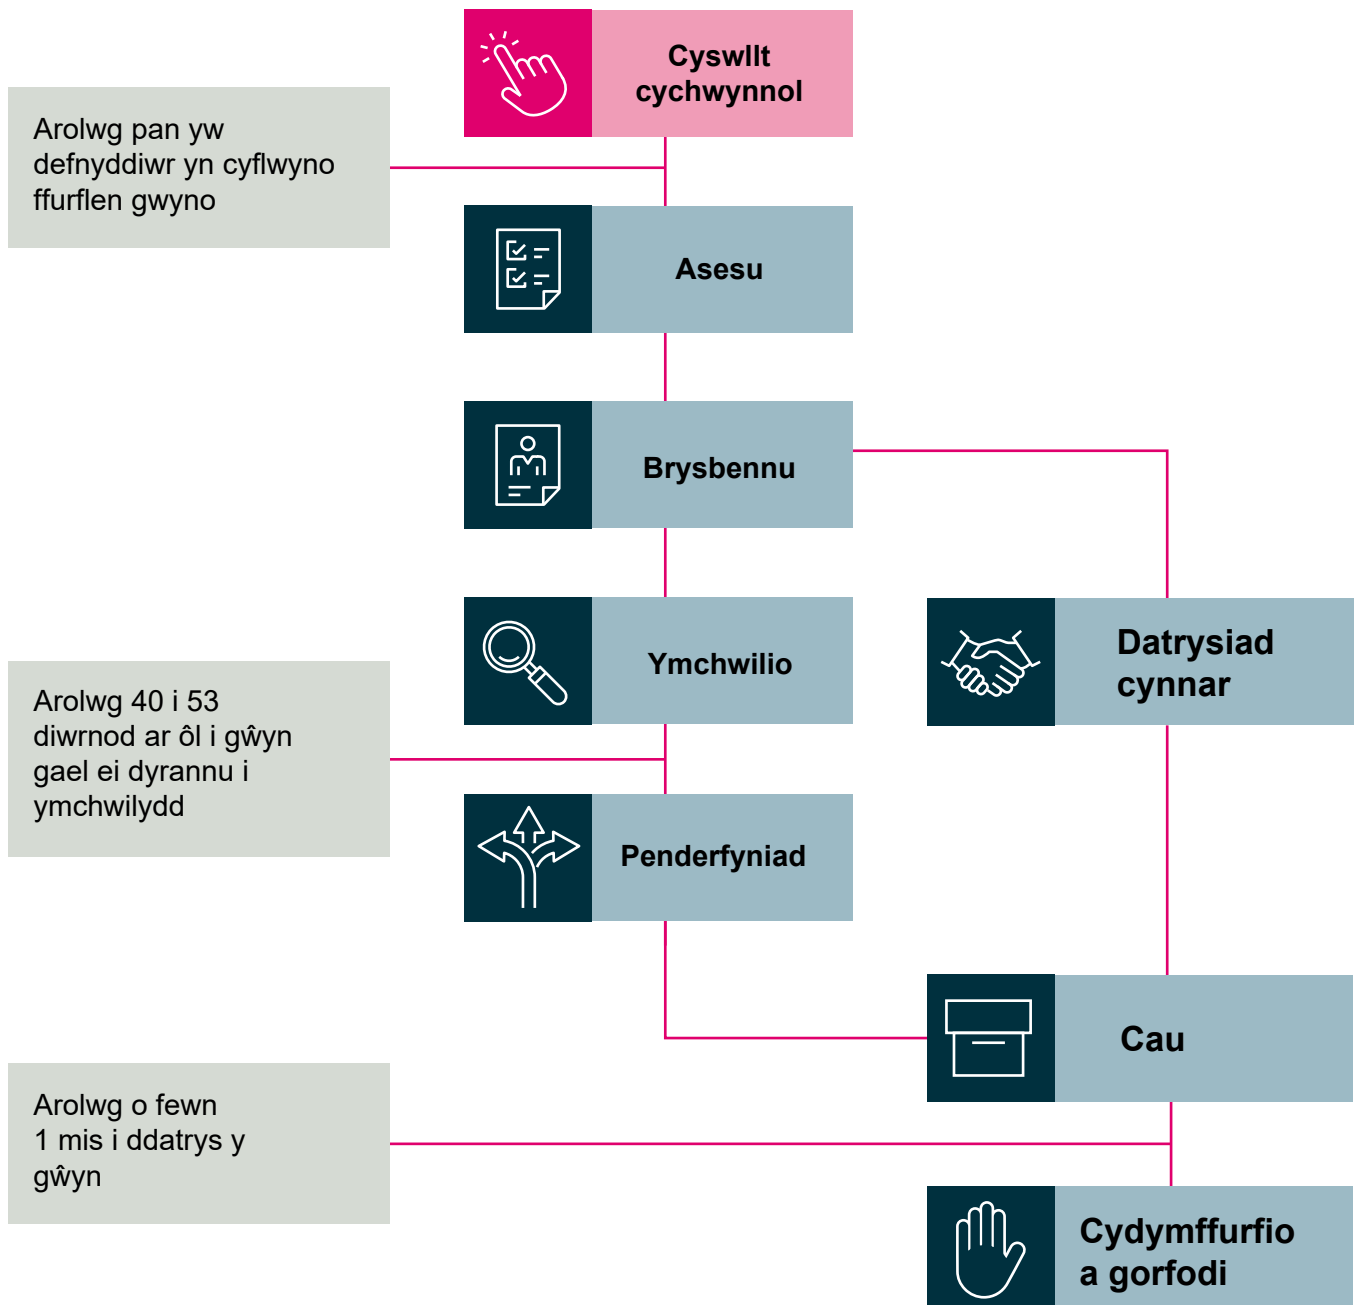 Cyswllt
cychwynnol
Arolwg pan yw
defnyddiwr yn cyflwyno
ffurflen gwyno
Asesu
Brysbennu
Ymchwilio
Datrysiad
cynnar
Arolwg 40 i 53
diwrnod ar ôl i gŵyn
gael ei dyrannu i
ymchwilydd
Penderfyniad
Cau
Arolwg o fewn
1 mis i ddatrys y
gŵyn
Cydymffurfio
a gorfodi